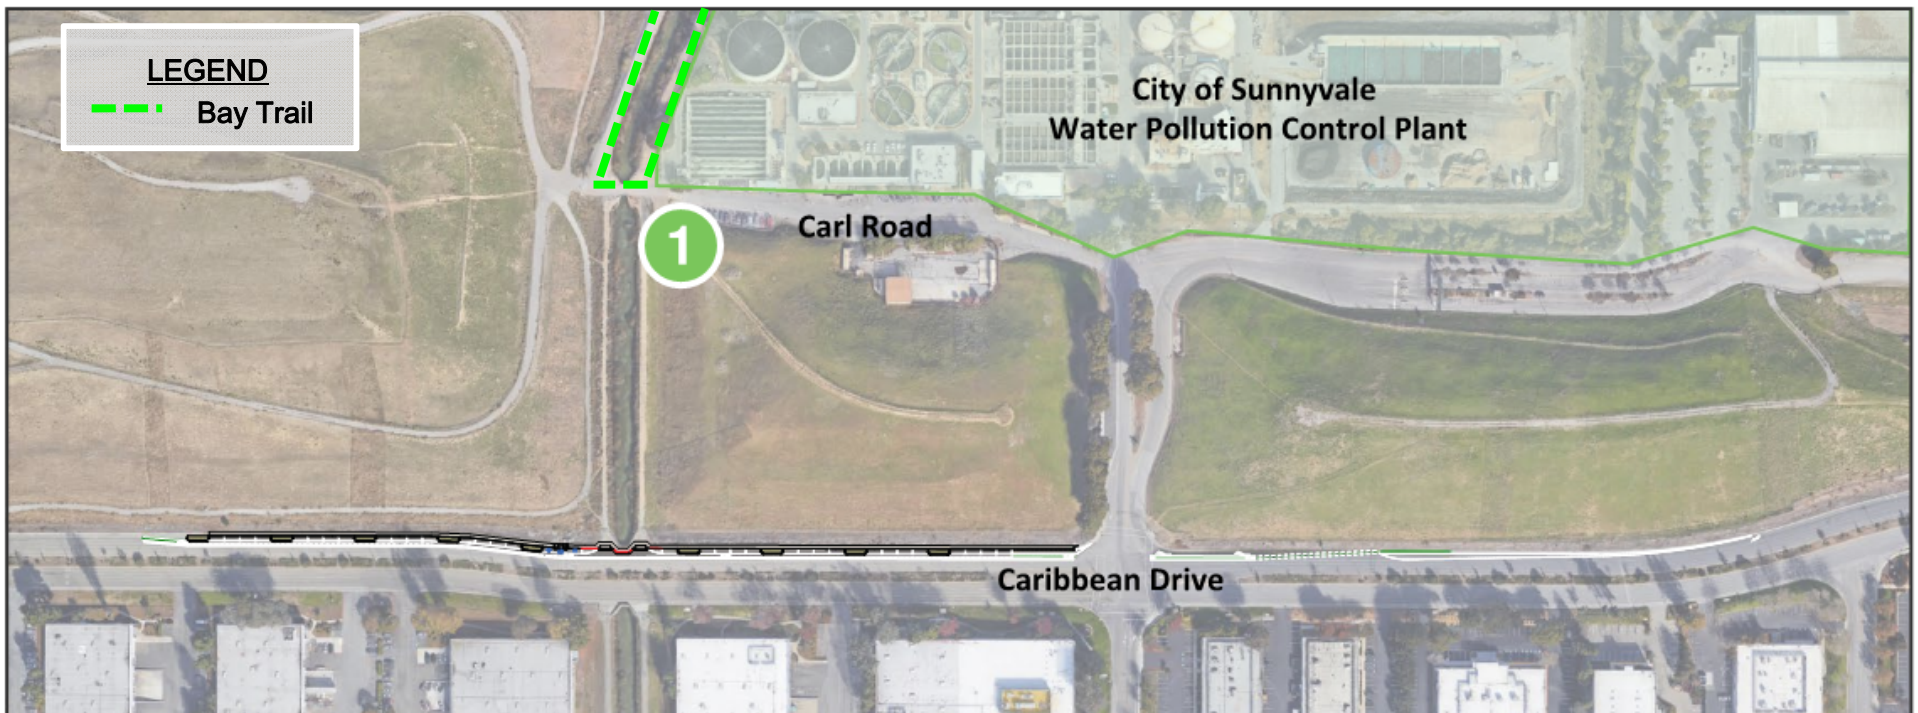 LEGEND
Bay Trail
City of Sunnyvale
Water Pollution Control Plant
1
Carl Road
Caribbean Drive